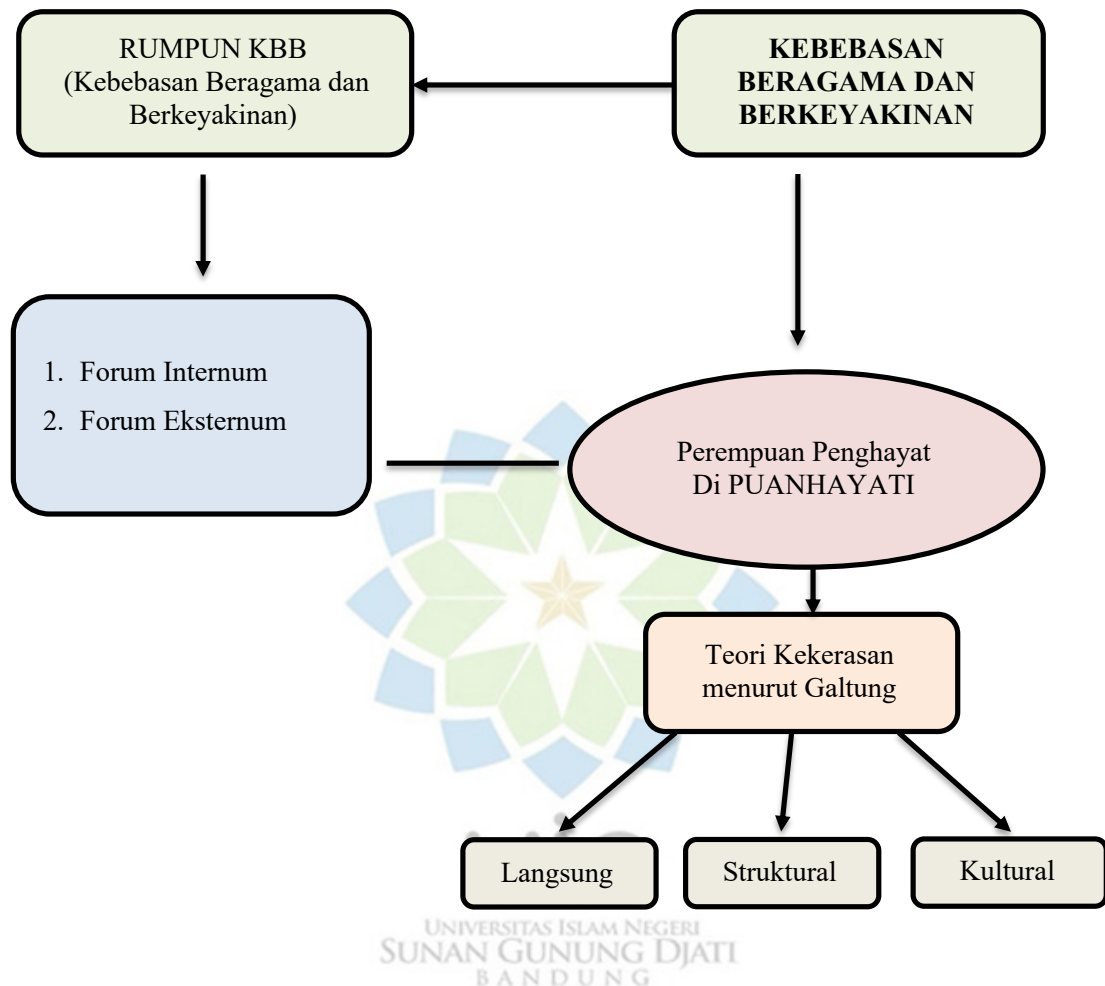 RUMPUN KBB
(Kebebasan Beragama dan
Berkeyakinan)
KEBEBASAN
BERAGAMA DAN
BERKEYAKINAN
1. Forum Internum
2. Forum Eksternum
Perempuan Penghayat
Di PUANHAYATI
Teori Kekerasan
menurut Galtung
Langsung
Struktural
Kultural
UNIVERSITAS ISLAM NEGERI
SUNAN GUNUNG DJATI
BANDUNG